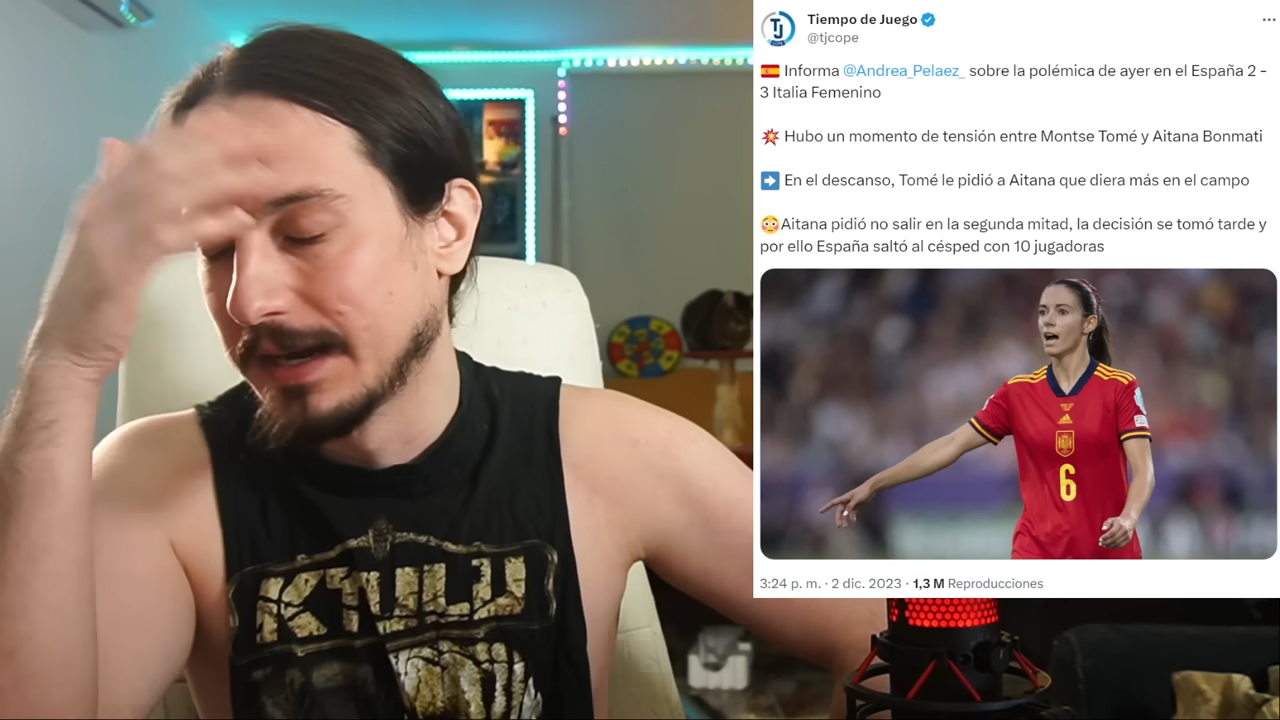 Tiempo de Juego
@tjcope
Informa @Andrea_Pelaez_ sobre la polémica de ayer en el España 2 -
3 Italia Femenino
Hubo un momento de tensión entre Montse Tomé y Aitana Bonmati
En el descanso, Tomé le pidió a Aitana que diera más en el campo
Aitana pidió no salir en la segunda mitad, la decisión se tomó tarde y
por ello España saltó al césped con 10 jugadoras
6
3:24 p. m. · 2 dic. 2023 · 1,3 M Reproducciones
KTULU